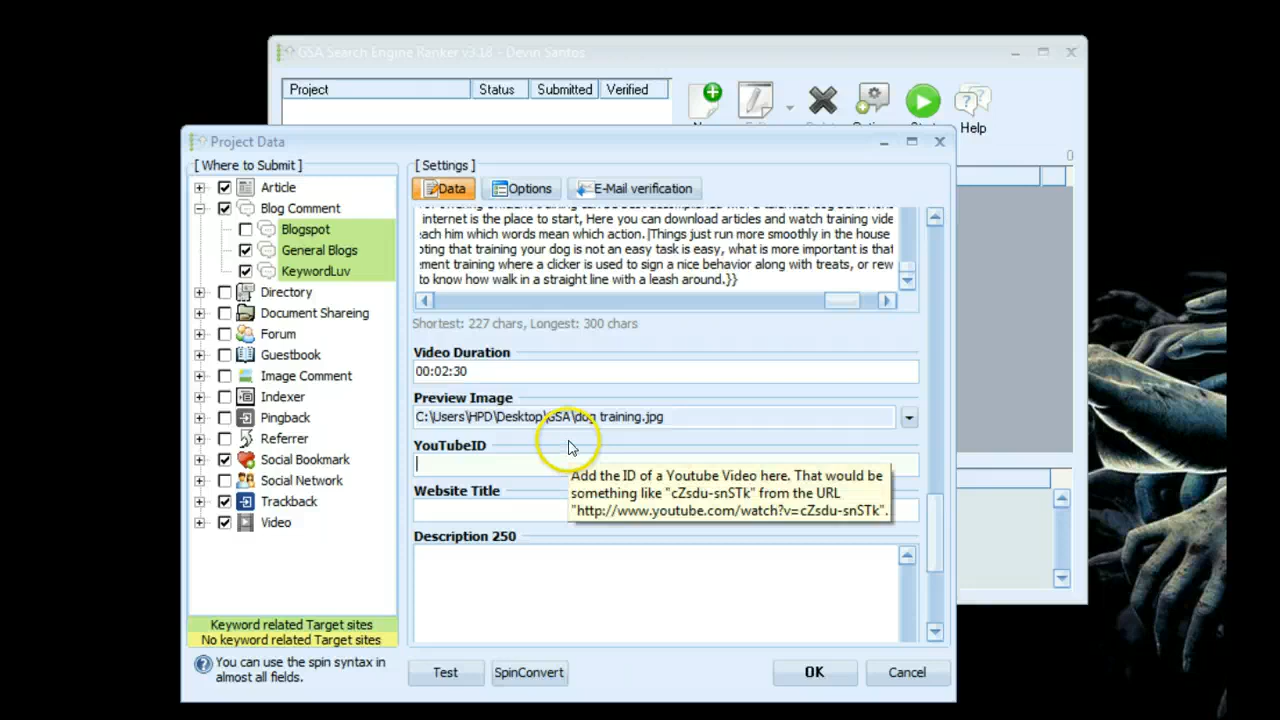 GSA Search Engine Ranker v3.18 - Devin Santos
Project
Status
Submitted
Verified
Help
0
Project Data
[ Where to Submit ]
Article
Blog Comment
Blogspot
General Blogs
KeywordLuv
Directory
Document Shareing
Forum
Guestbook
Image Comment
Indexer
Pingback
Referrer
Social Bookmark
Social Network
Trackback
Video
Keyword related Target sites
No keyword related Target sites
You can use the spin syntax in
almost all fields.
[ Settings ]
Data
Options
E-Mail verification
internet is the place to start, Here you can download articles and watch training vide
each him which words mean which action. |Things just run more smoothly in the house
oting that training your dog is not an easy task is easy, what is more important is that
ement training where a clicker is used to sign a nice behavior along with treats, or rew
to know how walk in a straight line with a leash around.}}
Shortest: 227 chars, Longest: 300 chars
Video Duration
00:02:30
Preview Image
C:\Users\HPD\Desktop\GSA\dog training.jpg
YouTubeID
Add the ID of a Youtube Video here. That would be
something like "cZsdu-snSTk" from the URL
"http://www.youtube.com/watch?v=cZsdu-snSTk".
Website Title
Description 250
Test
SpinConvert
OK
Cancel